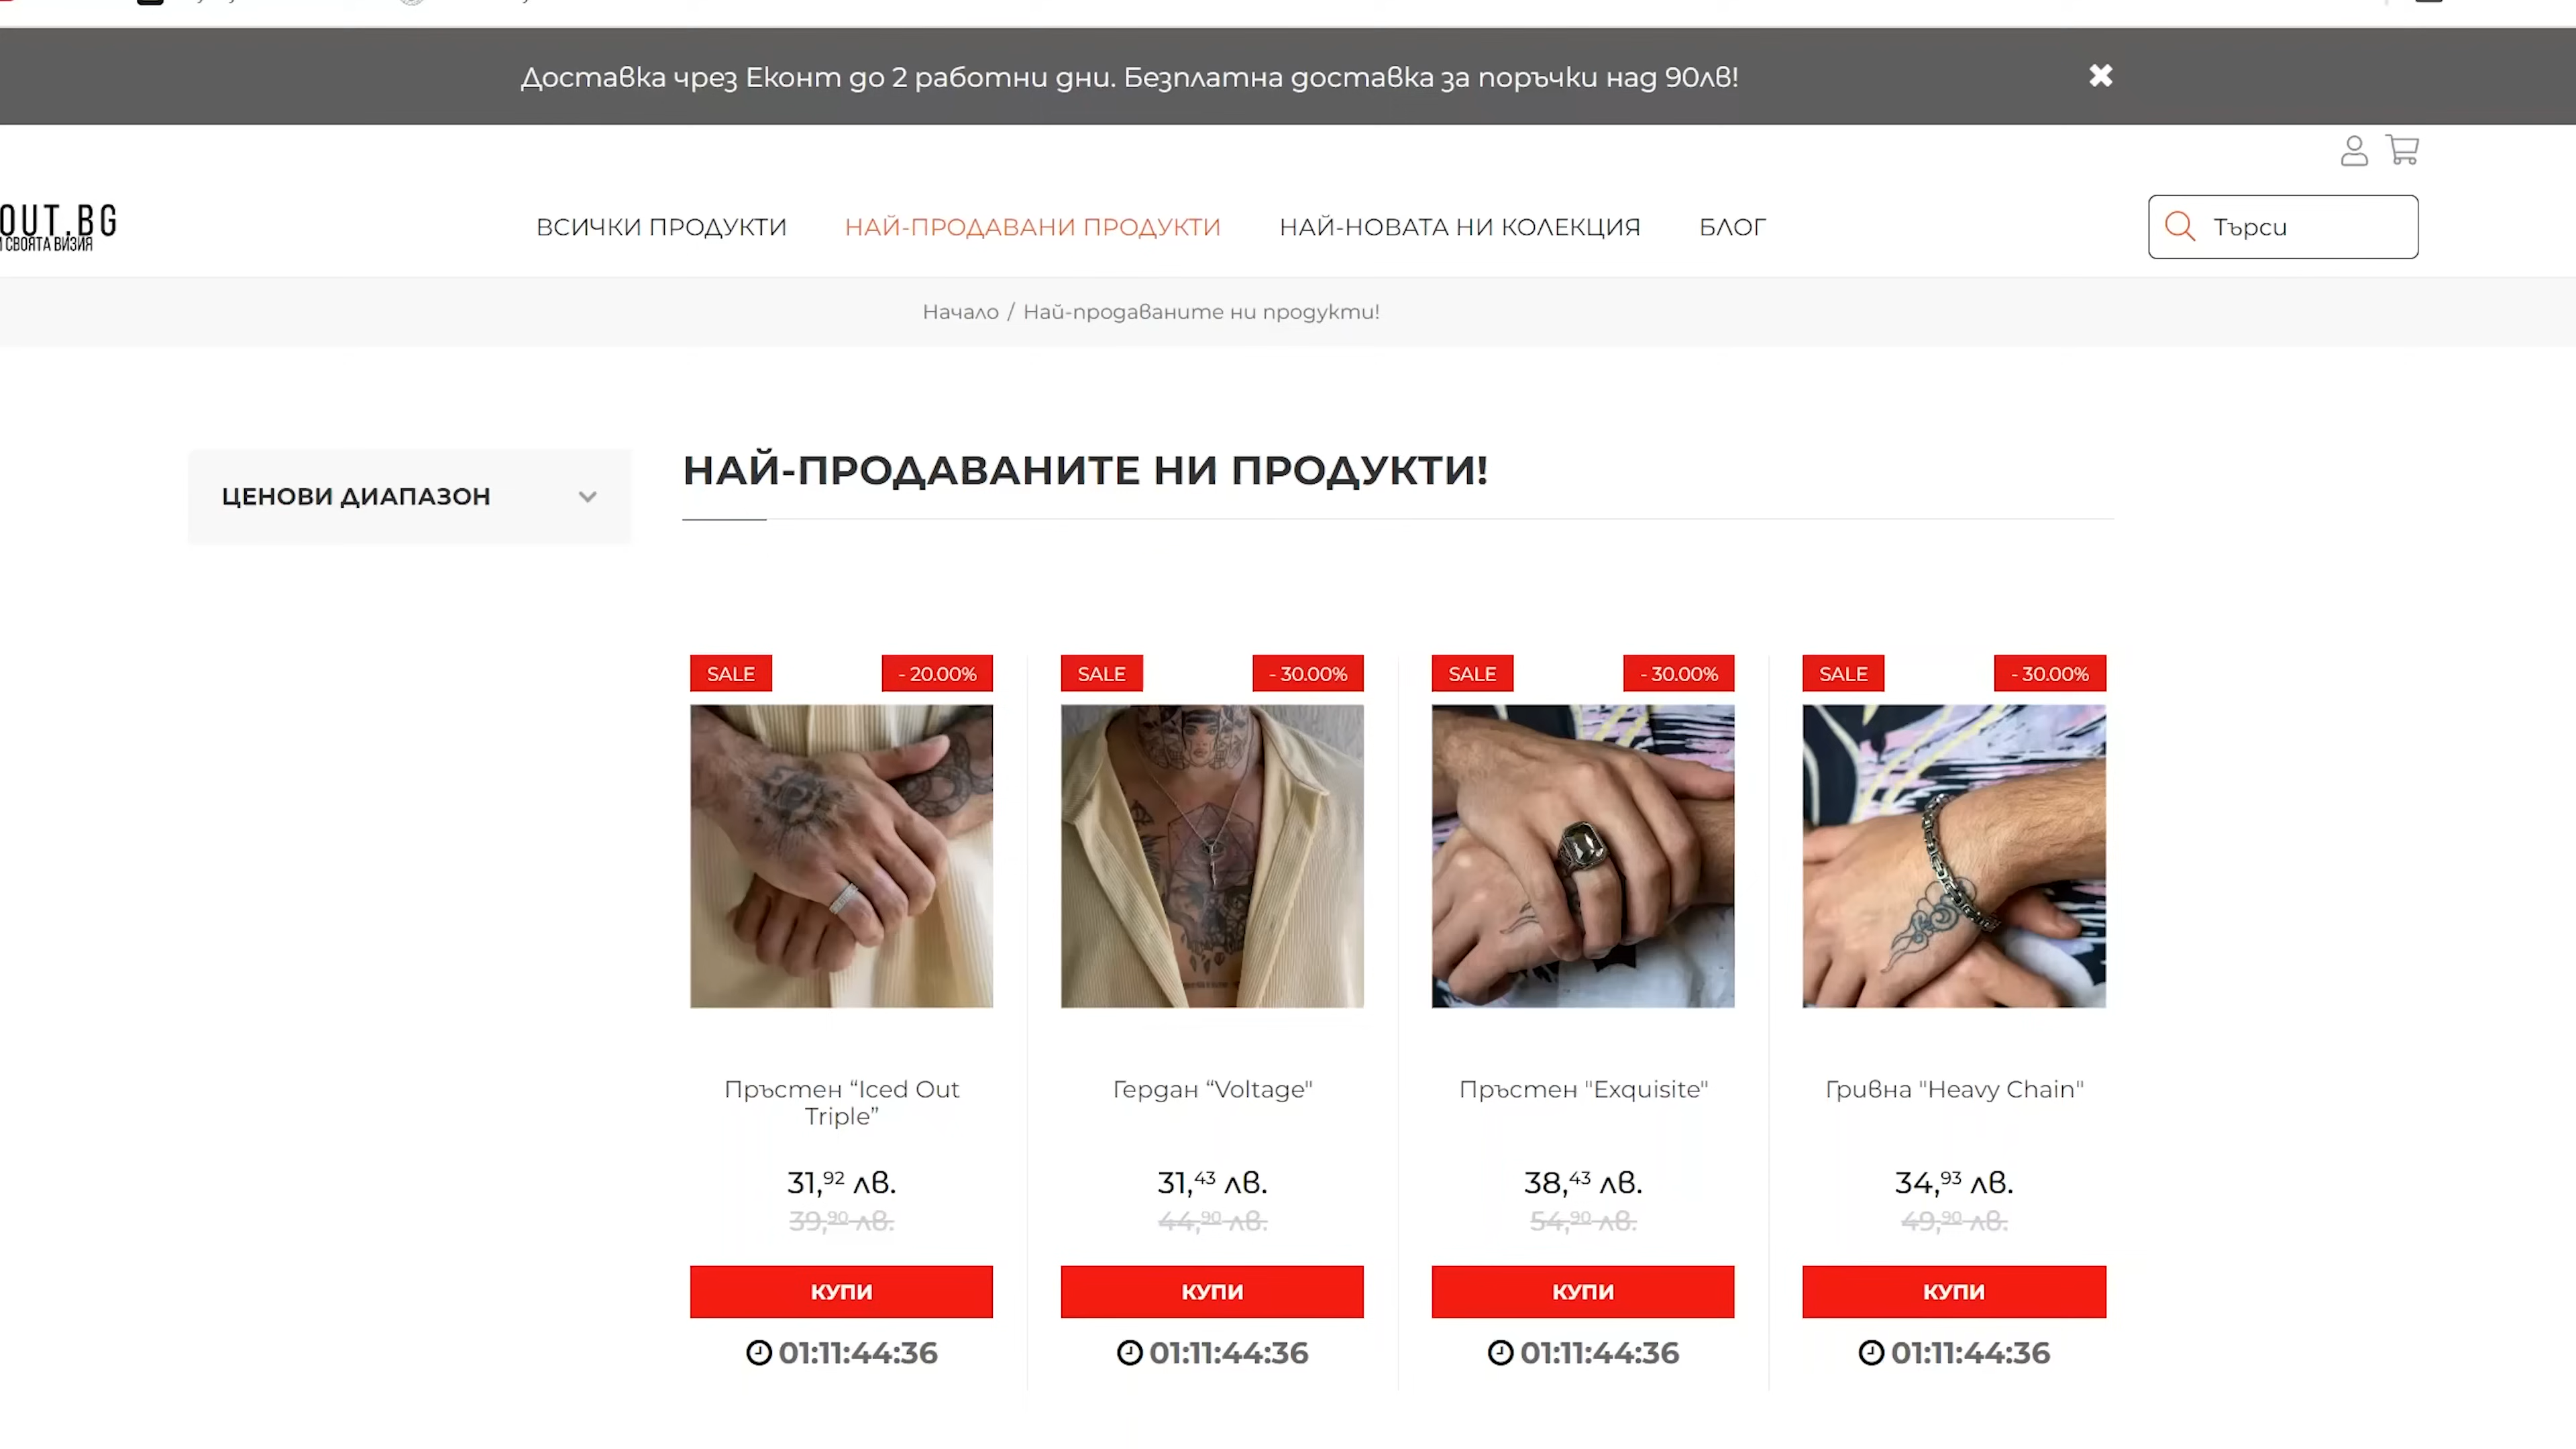 Доставка чрез Еконт до 2 работни дни. Безплатна доставка за поръчки над 90лв!
OUT.BG
СВОЯТА ВИЗИЯ
ВСИЧКИ ПРОДУКТИ НАЙ-ПРОДАВАНИ ПРОДУКТИ НАЙ-НОВАТА НИ КОЛЕКЦИЯ БЛОГ
Търси
Начало / Най-продаваните ни продукти!
ЦЕНОВИ ДИАПАЗОН
НАЙ-ПРОДАВАНИТЕ НИ ПРОДУКТИ!
SALE - 20.00% SALE - 30.00% SALE - 30.00% SALE - 30.00%
Пръстен “Iced Out
Triple”
Гердан “Voltage"
Пръстен "Exquisite"
Гривна "Heavy Chain"
31,92 лв. 31,43 лв. 38,43 лв. 34,93 лв.
39,90 лв. 44,90 лв. 54,90 лв. 49,90 лв.
КУПИ КУПИ КУПИ КУПИ
01:11:44:36 01:11:44:36 01:11:44:36 01:11:44:36